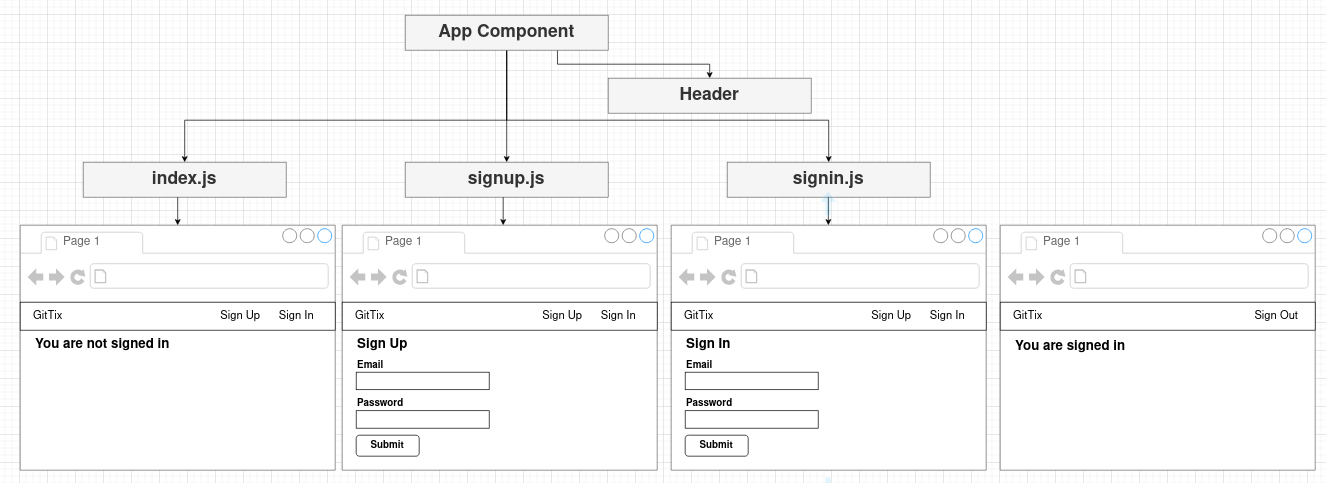 App Component
Header
index.js
signup.js
signin.js
Page 1
GitTix
Sign Up
Sign In
You are not signed in
Page 1
GitTix
Sign Up
Sign In
Sign Up
Email
Password
Submit
Page 1
GitTix
Sign Up
Sign In
Sign In
Email
Password
Submit
Page 1
GitTix
Sign Out
You are signed in